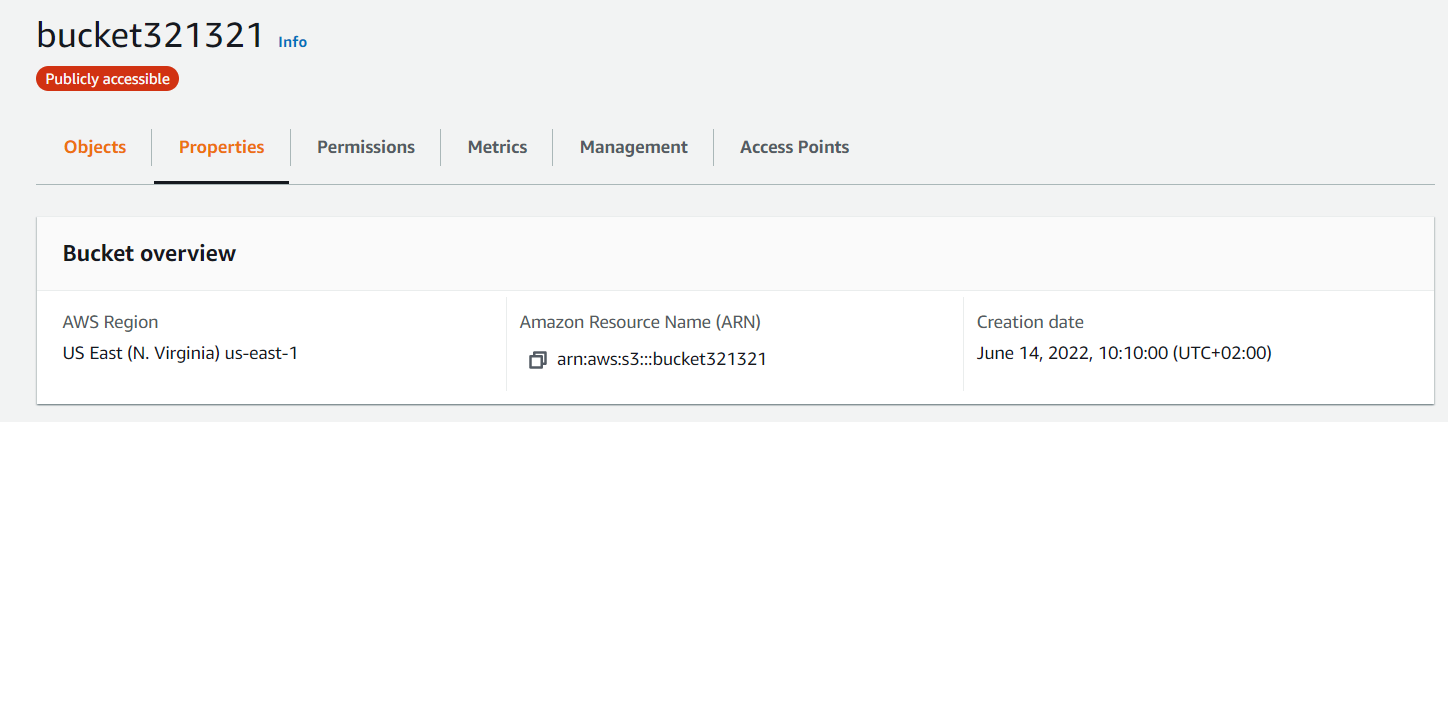 bucket321321 Info
Publicly accessible
Objects Properties Permissions Metrics Management Access Points
Bucket overview
AWS Region Amazon Resource Name (ARN) Creation date
US East (N. Virginia) us-east-1 arn:aws:s3:::bucket321321 June 14, 2022, 10:10:00 (UTC+02:00)